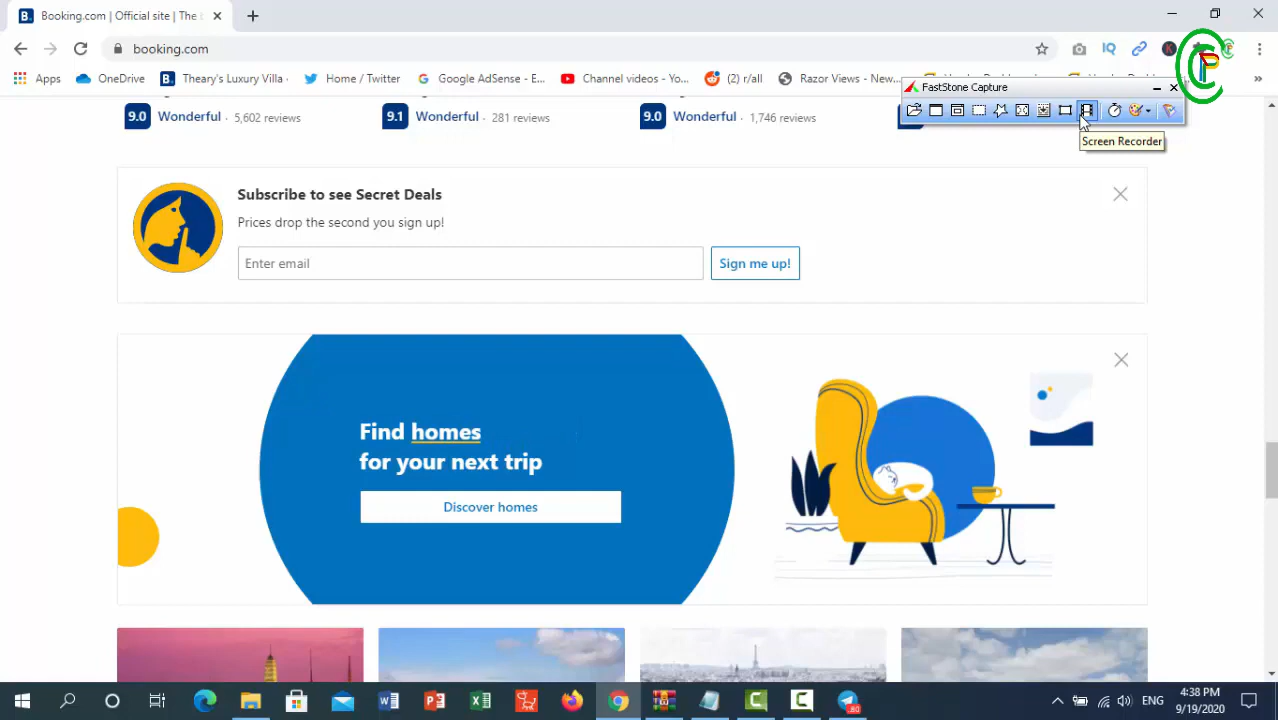 B. Booking.com | Official site | The b
booking.com
Apps
OneDrive
B. Theary's Luxury Villa
Home / Twitter
Google AdSense - E...
Channel videos - Yo...
(2) r/all
Razor Views - New...
FastStone Capture
Screen Recorder
9.0 Wonderful · 5,602 reviews
9.1 Wonderful · 281 reviews
9.0 Wonderful · 1,746 reviews
Subscribe to see Secret Deals
Prices drop the second you sign up!
Enter email
Sign me up!
Find homes
for your next trip
Discover homes
ENG
4:38 PM
9/19/2020